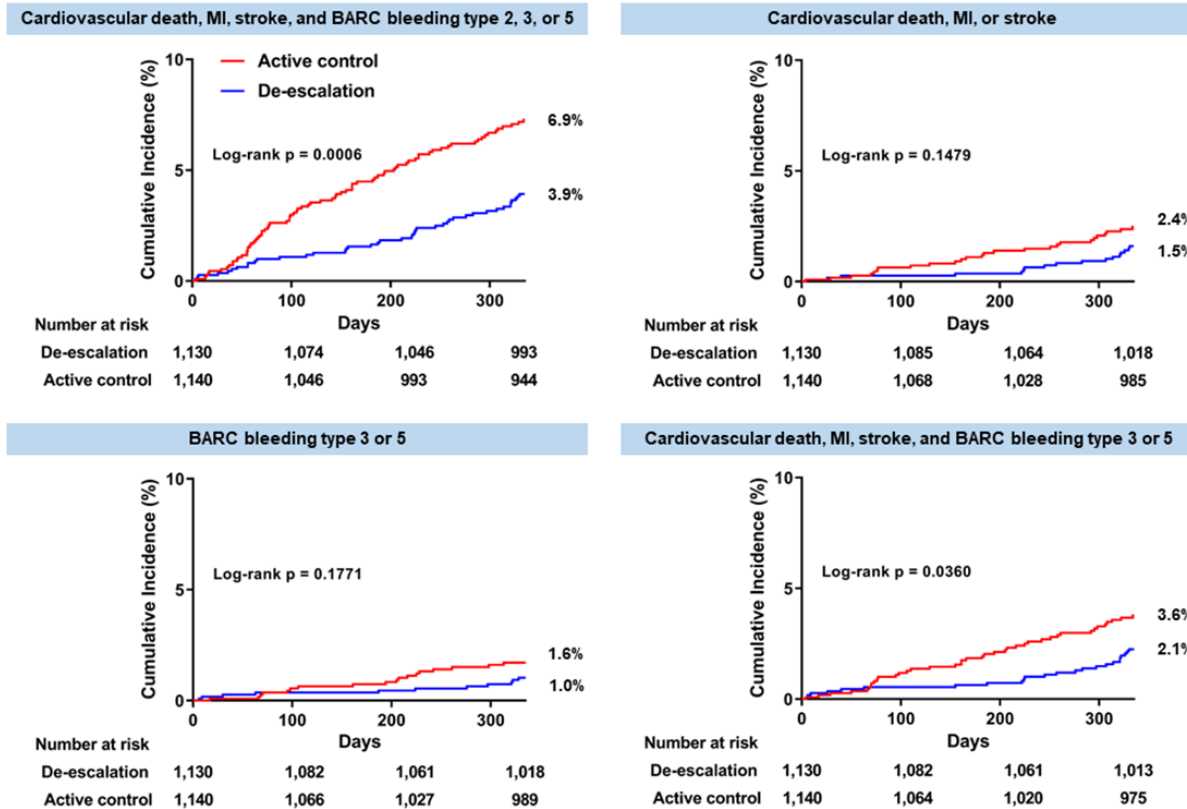 Cardiovascular death, MI, stroke, and BARC bleeding type 2, 3, or 5
Cumulative Incidence (%)
10
5
0
Active control
De-escalation
Log-rank p = 0.0006
6.9%
3.9%
0 100 200 300
Number at risk Days
De-escalation 1,130 1,074 1,046 993
Active control 1,140 1,046 993 944
Cardiovascular death, MI, or stroke
Cumulative Incidence (%)
10
5
0
Log-rank p = 0.1479
2.4%
1.5%
0 100 200 300
Number at risk Days
De-escalation 1,130 1,085 1,064 1,018
Active control 1,140 1,068 1,028 985
BARC bleeding type 3 or 5
Cumulative Incidence (%)
10
5
0
Log-rank p = 0.1771
1.6%
1.0%
0 100 200 300
Number at risk Days
De-escalation 1,130 1,082 1,061 1,018
Active control 1,140 1,066 1,027 989
Cardiovascular death, MI, stroke, and BARC bleeding type 3 or 5
Cumulative Incidence (%)
10
5
0
Log-rank p = 0.0360
3.6%
2.1%
0 100 200 300
Number at risk Days
De-escalation 1,130 1,082 1,061 1,013
Active control 1,140 1,064 1,020 975